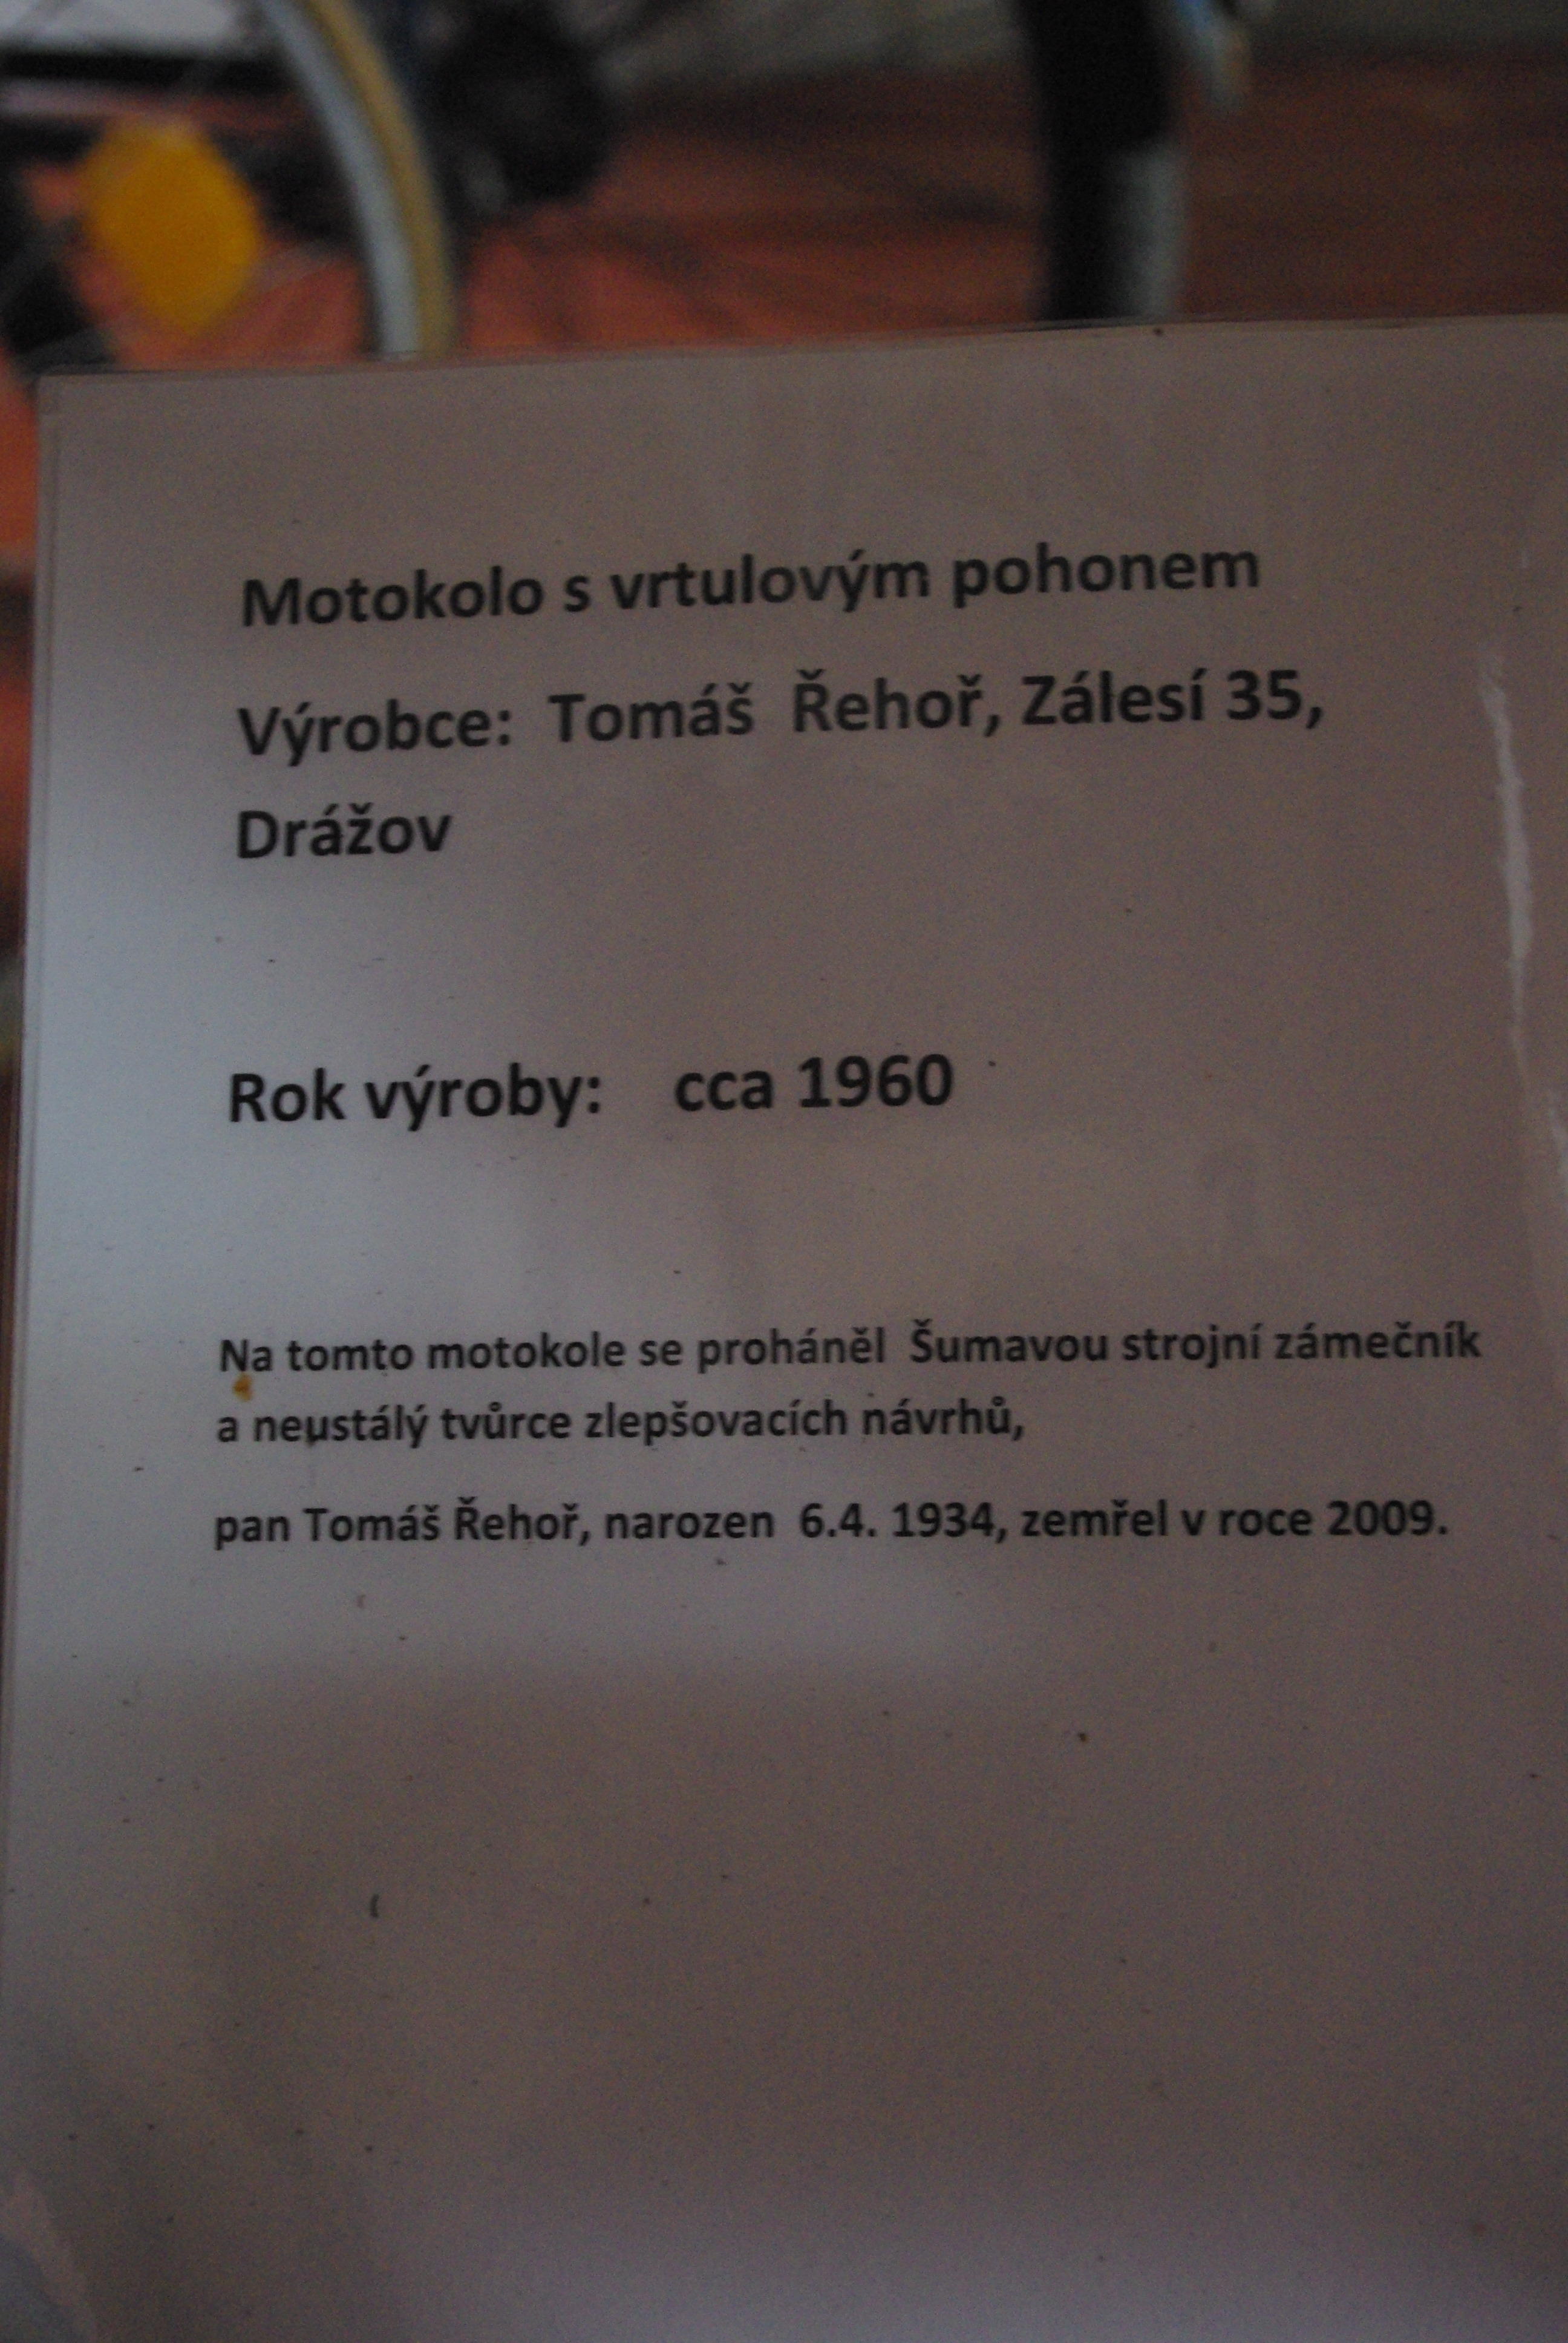 Motokolo s vrtulovým pohonem
Výrobce: Tomáš Řehoř, Zálesí 35,
Drážov
Rok výroby: cca 1960
Na tomto motokole se proháněl Šumavou strojní zámečník
a neustálý tvůrce zlepšovacích návrhů,
pan Tomáš Řehoř, narozen 6.4. 1934, zemřel v roce 2009.